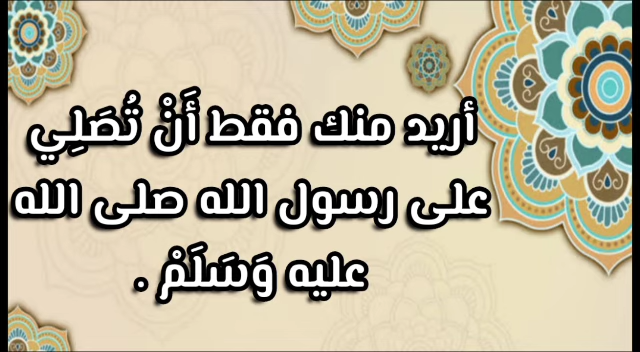 أريد منك فقط أَنْ تُصَلِي
على رسول الله صلى الله
عليه وَسَلَمْ .